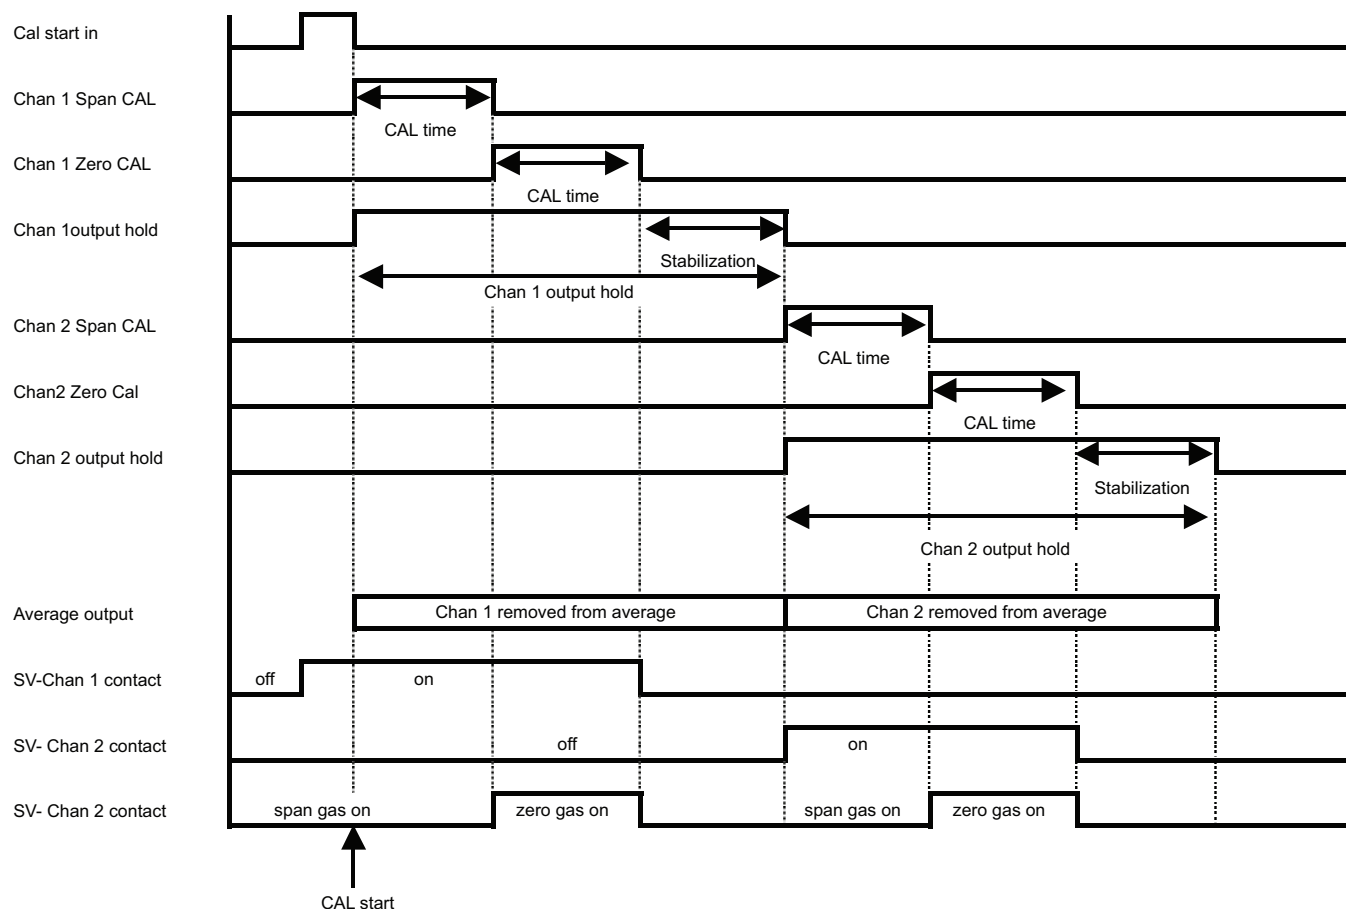 Cal start in
Chan 1 Span CAL
CAL time
Chan 1 Zero CAL
CAL time
Chan 1output hold
Stabilization
Chan 1 output hold
Chan 2 Span CAL
CAL time
Chan2 Zero Cal
CAL time
Chan 2 output hold
Stabilization
Chan 2 output hold
Average output
Chan 1 removed from average
Chan 2 removed from average
SV-Chan 1 contact
off
on
SV- Chan 2 contact
off
on
SV- Chan 2 contact
span gas on
zero gas on
span gas on
zero gas on
CAL start